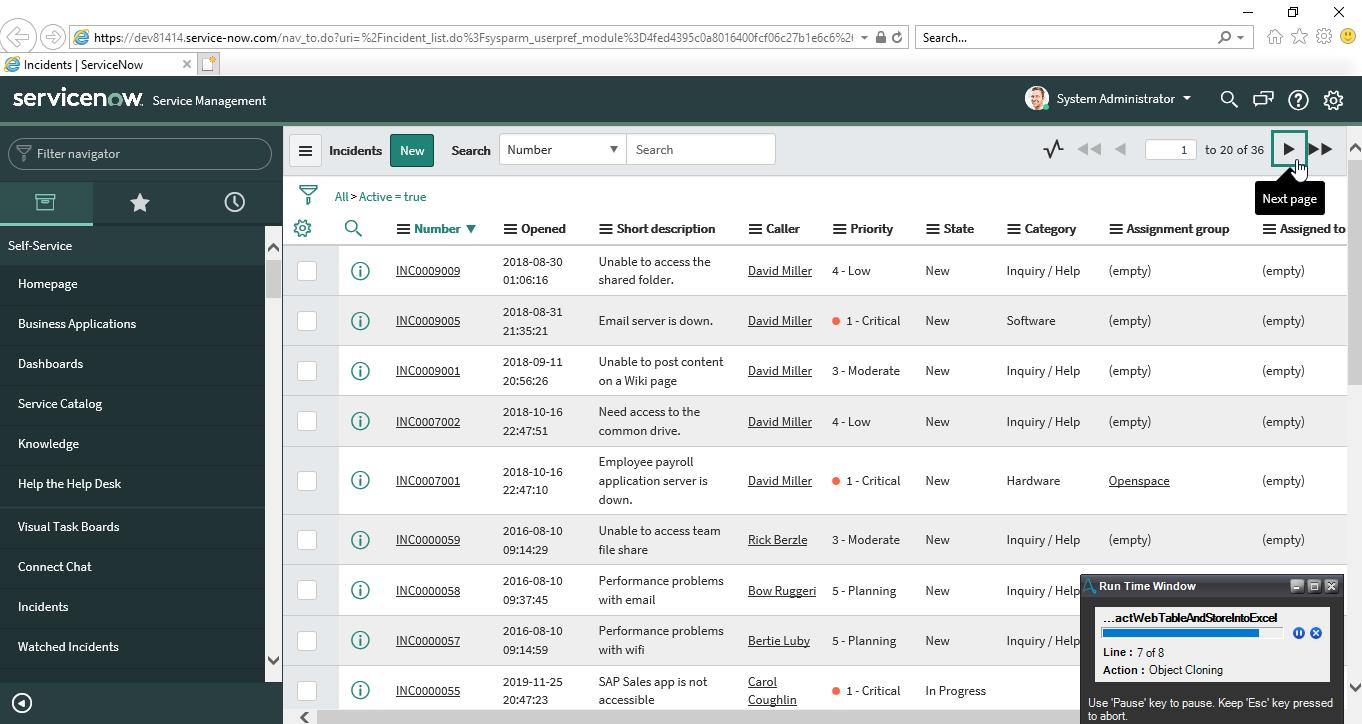 https://dev81414.service-now.com/nav_to.do?uri=%2Fincident_list.do%3Fsysparm_userpref_module%3D4fed4395c0a8016400fcf06c27b1e6c6%2
Search...
Incidents | ServiceNow
servicenow Service Management
System Administrator
Filter navigator
Self-Service
Homepage
Business Applications
Dashboards
Service Catalog
Knowledge
Help the Help Desk
Visual Task Boards
Connect Chat
Incidents
Watched Incidents
Incidents New Search Number Search
1 to 20 of 36
Next page
All > Active = true
Number Opened Short description Caller Priority State Category Assignment group Assigned to
INC0009009 2018-08-30 01:06:16 Unable to access the shared folder. David Miller 4 - Low New Inquiry / Help (empty) (empty)
INC0009005 2018-08-31 21:35:21 Email server is down. David Miller 1 - Critical New Software (empty) (empty)
INC0009001 2018-09-11 20:56:26 Unable to post content on a Wiki page David Miller 3 - Moderate New Inquiry / Help (empty) (empty)
INC0007002 2018-10-16 22:47:51 Need access to the common drive. David Miller 4 - Low New Inquiry / Help (empty) (empty)
INC0007001 2018-10-16 22:47:10 Employee payroll application server is down. David Miller 1 - Critical New Hardware Openspace (empty)
INC0000059 2016-08-10 09:14:29 Unable to access team file share Rick Berzle 3 - Moderate New Inquiry / Help (empty) (empty)
INC0000058 2016-08-10 09:37:45 Performance problems with email Bow Ruggeri 5 - Planning New Inquiry / Help
INC0000057 2016-08-10 09:14:59 Performance problems with wifi Bertie Luby 5 - Planning New Inquiry / Help
INC0000055 2019-11-25 20:47:23 SAP Sales app is not accessible Carol Coughlin 1 - Critical In Progress
Run Time Window
...actWebTableAndStoreIntoExcel
Line : 7 of 8
Action : Object Cloning
Use 'Pause' key to pause. Keep 'Esc' key pressed
to abort.